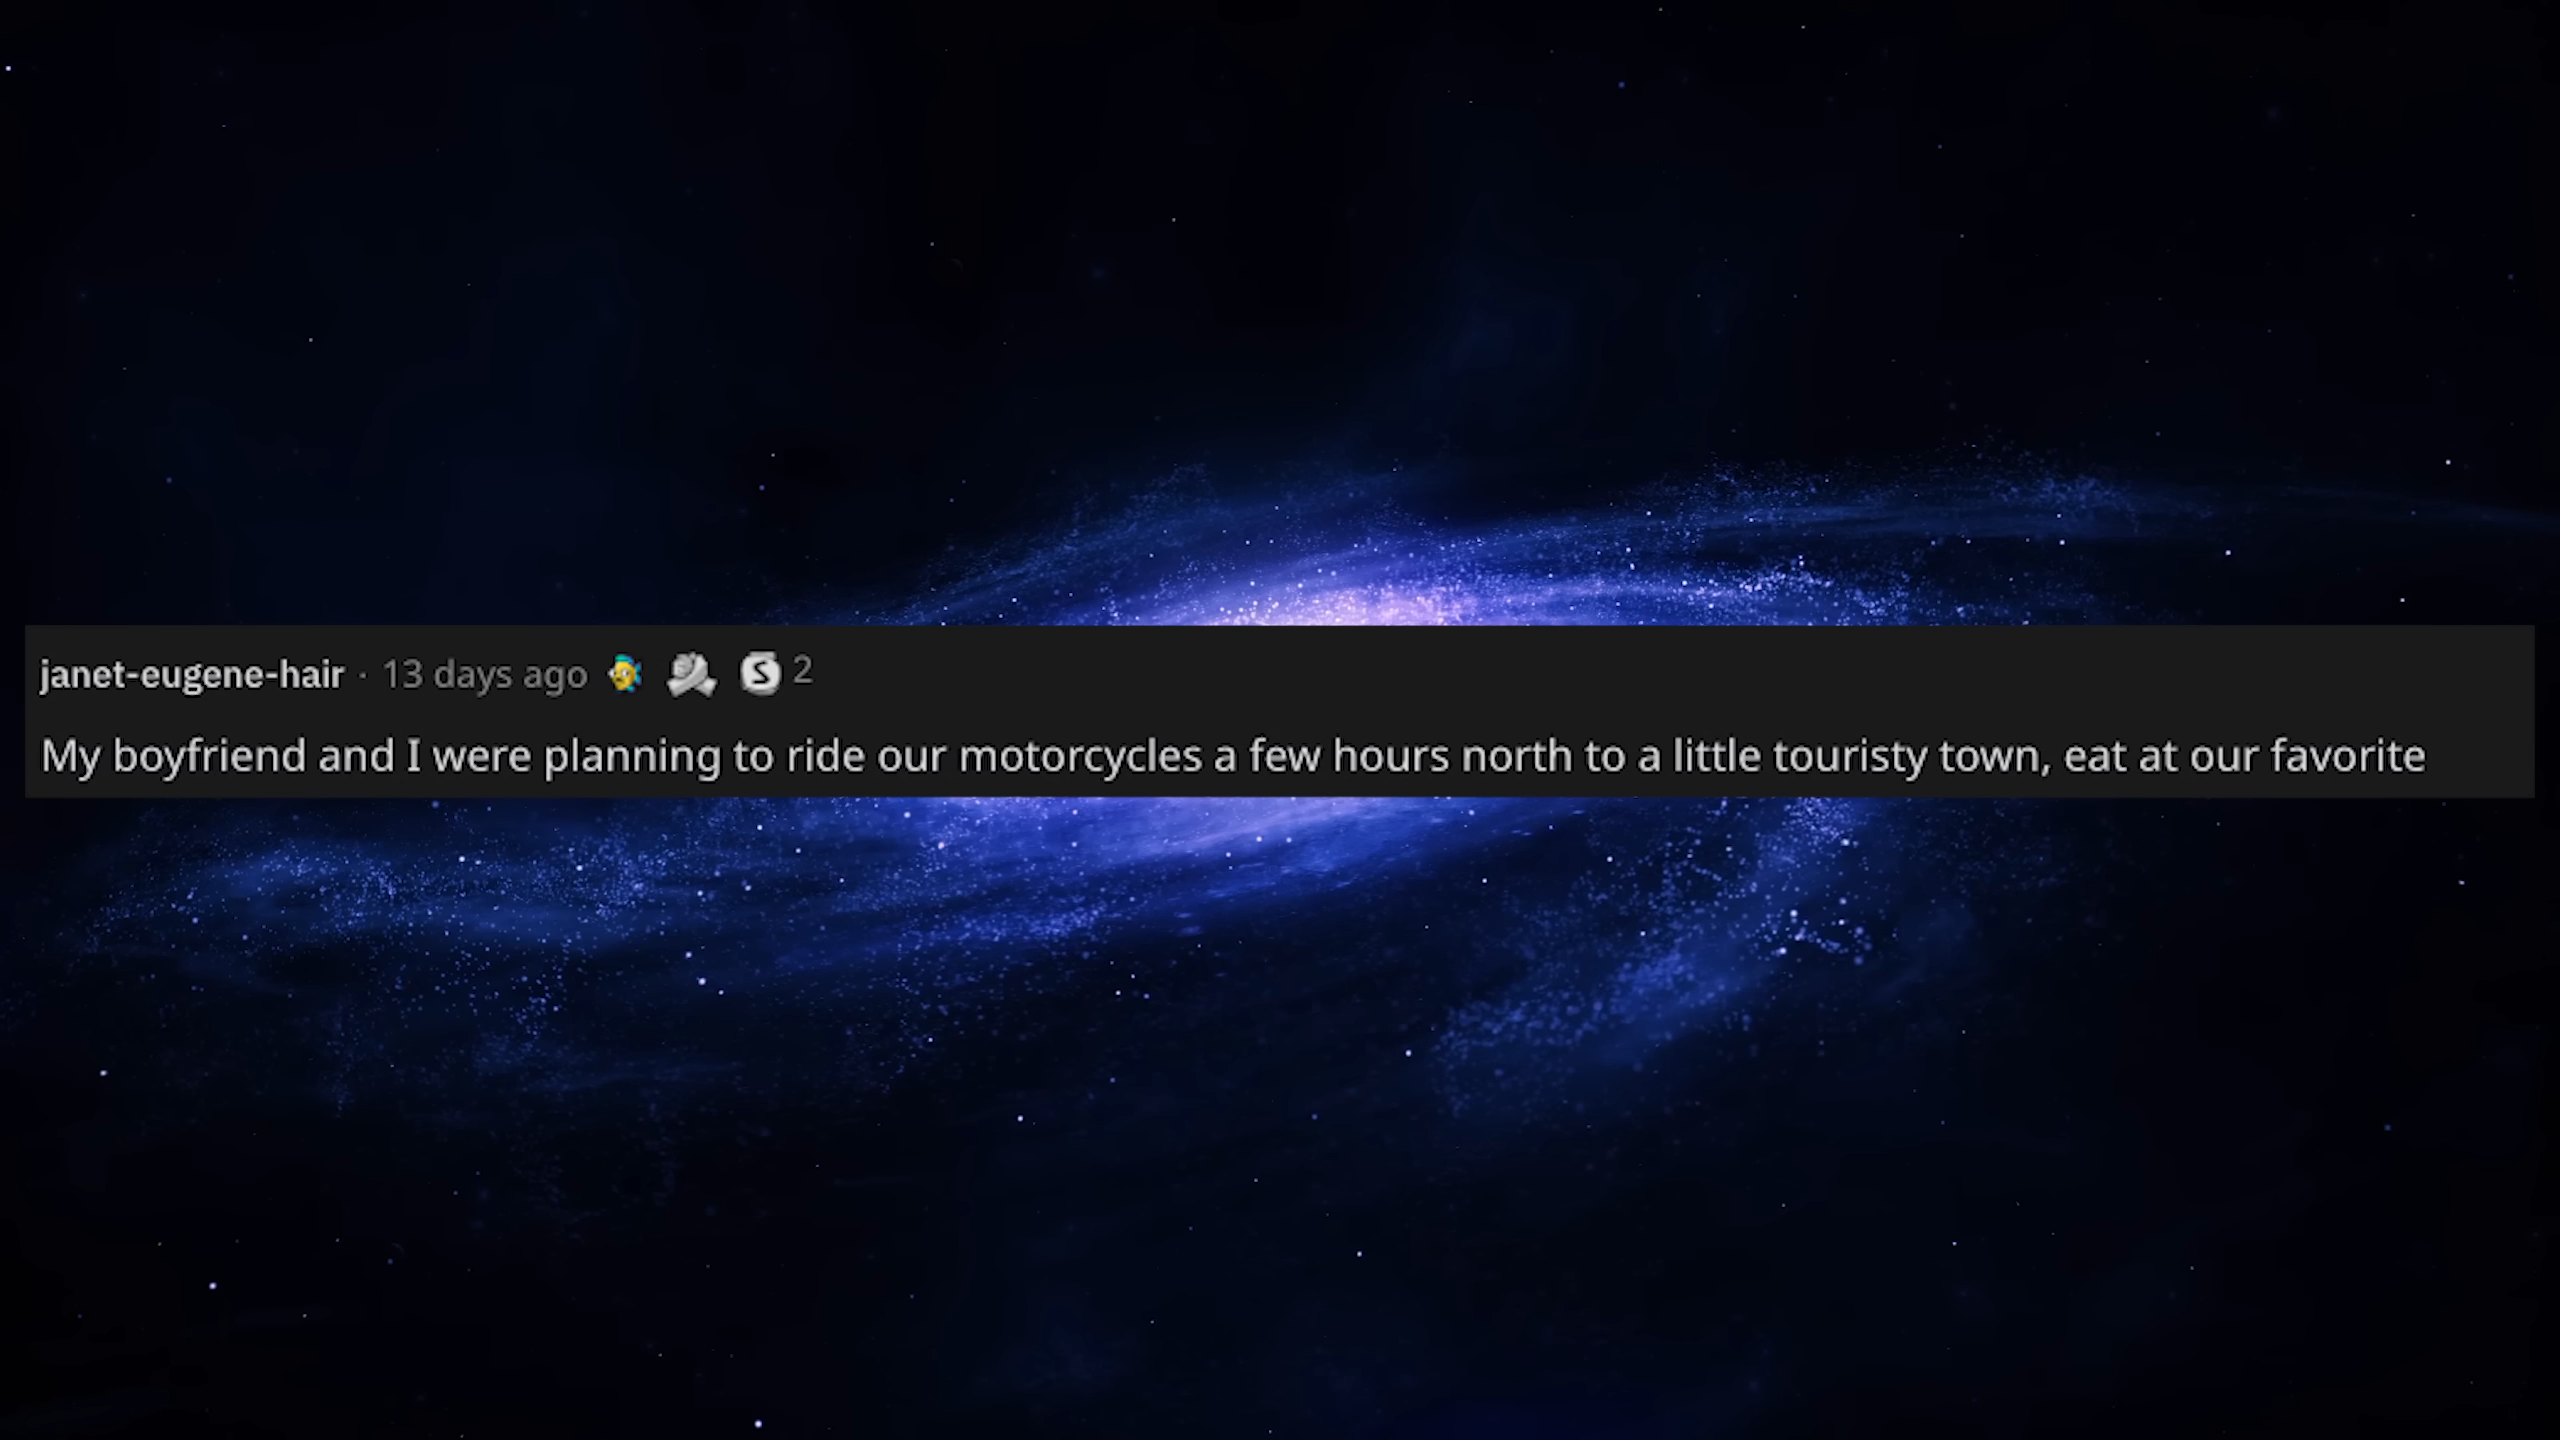 janet-eugene-hair · 13 days ago 2
My boyfriend and I were planning to ride our motorcycles a few hours north to a little touristy town, eat at our favorite